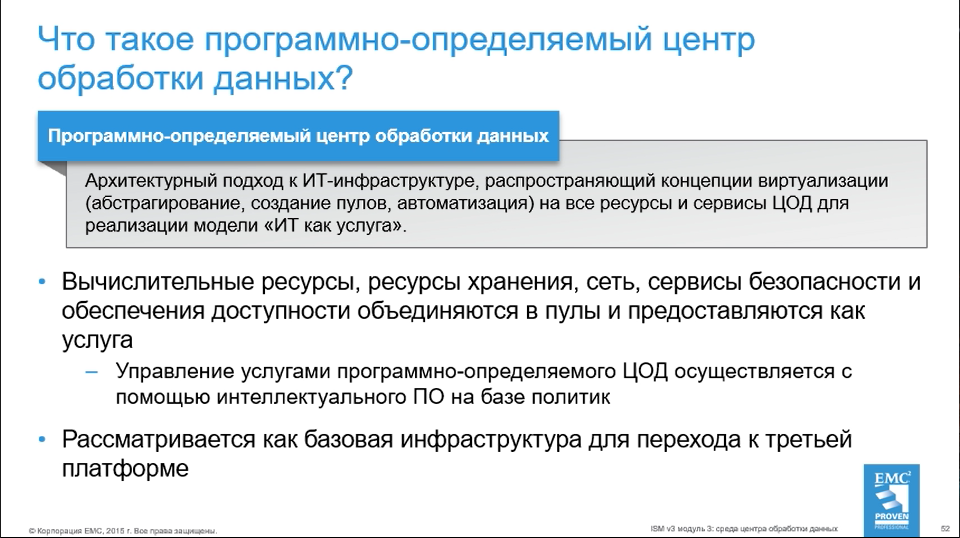 Что такое программно-определяемый центр
обработки данных?
Программно-определяемый центр обработки данных
Архитектурный подход к ИТ-инфраструктуре, распространяющий концепции виртуализации
(абстрагирование, создание пулов, автоматизация) на все ресурсы и сервисы ЦОД для
реализации модели «ИТ как услуга».
• Вычислительные ресурсы, ресурсы хранения, сеть, сервисы безопасности и
обеспечения доступности объединяются в пулы и предоставляются как
услуга
– Управление услугами программно-определяемого ЦОД осуществляется с
помощью интеллектуального ПО на базе политик
• Рассматривается как базовая инфраструктура для перехода к третьей
платформе
EMC²
PROVEN
PROFESSIONAL
© Корпорация EMC, 2015 г. Все права защищены.
ISM v3 модуль 3: среда центра обработки данных
52